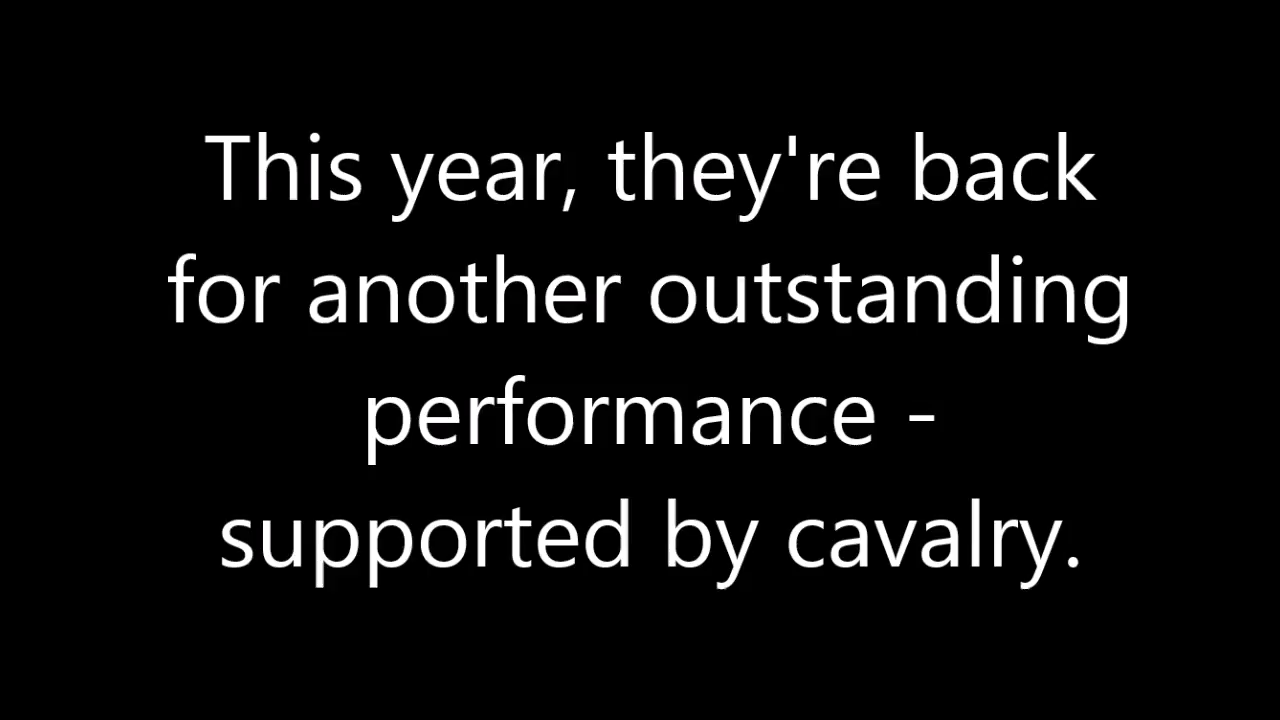 This year, they're back
for another outstanding
performance -
supported by cavalry.